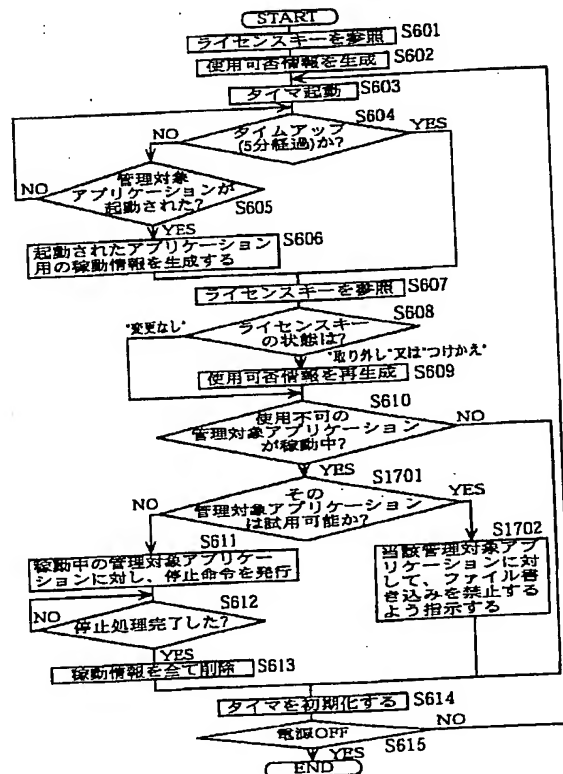 START
ライセンスキーを参照 S601
使用可否情報を生成 S602
タイマ起動 S603
S604
NO
タイムアップ
(5分経過)か?
YES
NO
管理対象
アプリケーションが
起動された?
S605
YES
S606
起動されたアプリケーション
用の稼動情報を生成する
S607
ライセンスキーを参照
S608
"変更なし"
ライセンスキー
の状態は?
"取り外し"又は"つけかえ"
使用可否情報を再生成 S609
S610
使用不可の
管理対象アプリケーション
が稼動中?
NO
YES
S1701
NO
その
管理対象アプリケーション
は試用可能か?
YES
S611
稼動中の管理対象アプリケー
ションに対し、停止命令を発行
S1702
当該管理対象アプ
リケーションに対
して、ファイル書
き込みを禁止する
よう指示する
S612
NO
停止処理完了した?
YES
稼動情報を全て削除 S613
タイマを初期化する S614
電源OFF
NO
S615
YES
END